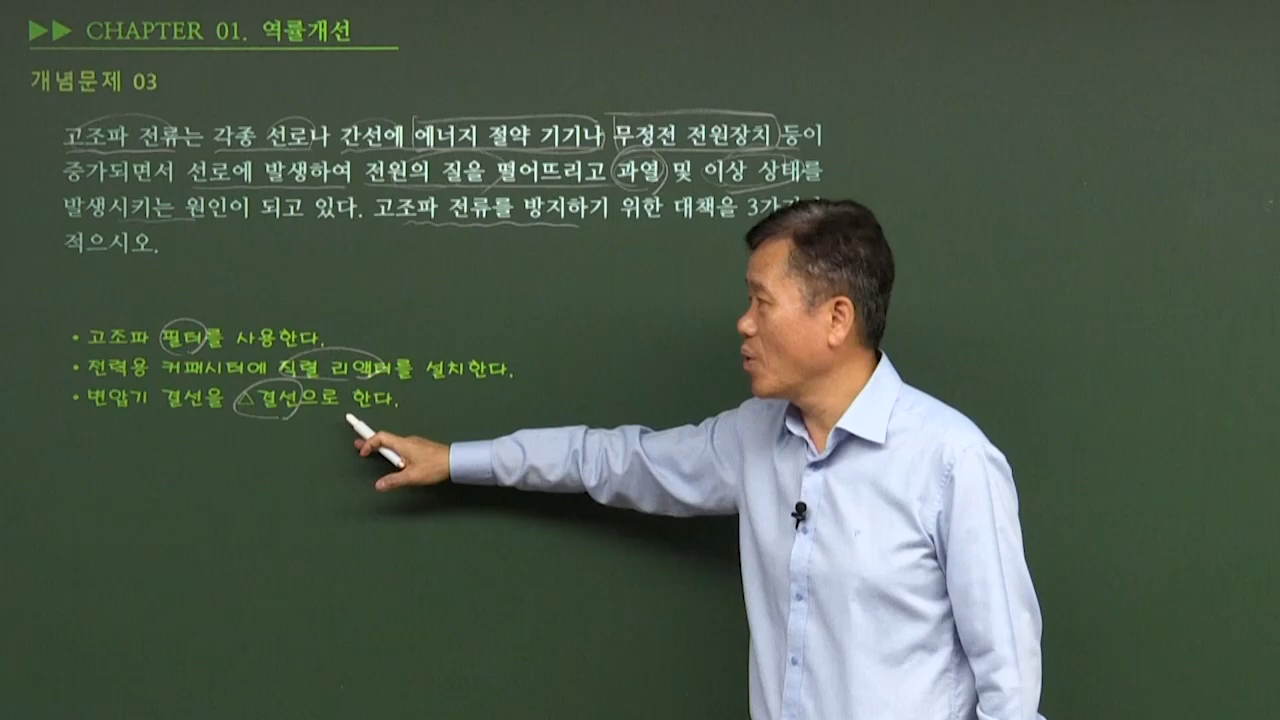 ▶▶ CHAPTER 01. 역률개선
개념문제 03
고조파 전류는 각종 선로나 간선에 에너지 절약 기기나 무정전 전원장치 등이
증가되면서 선로에 발생하여 전원의 질을 떨어뜨리고 과열 및 이상 상태를
발생시키는 원인이 되고 있다. 고조파 전류를 방지하기 위한 대책을
적으시오.
• 고조파 필터를 사용한다.
• 전력용 커패시터에 직렬 리액터를 설치한다.
• 변압기 결선을 △결선으로 한다.